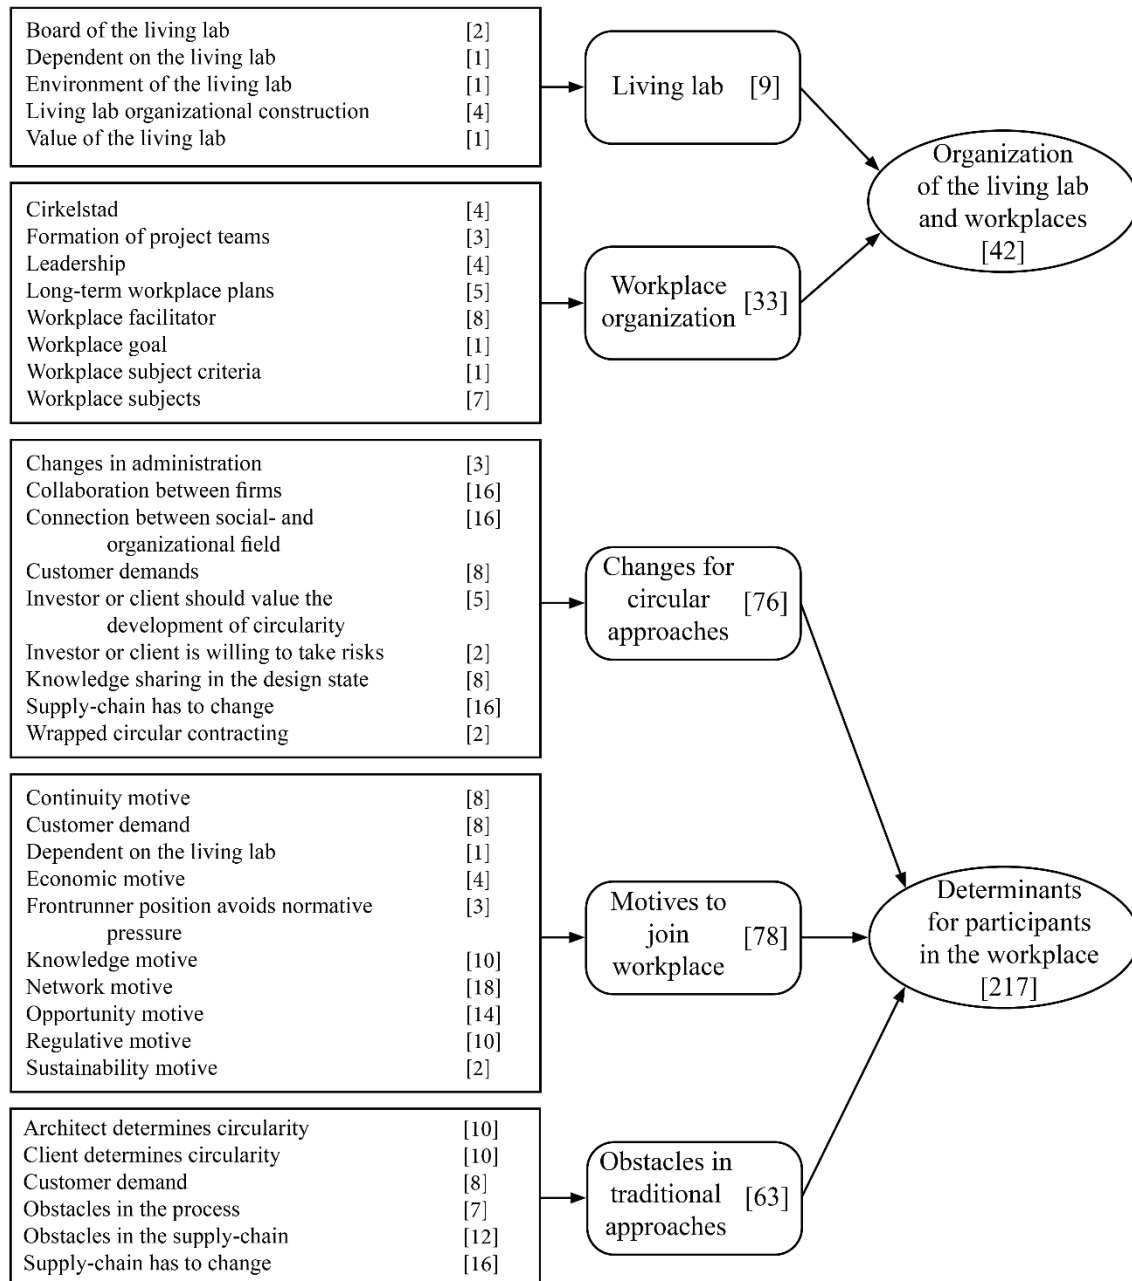 Board of the living lab [2]
Dependent on the living lab [1]
Environment of the living lab [1]
Living lab organizational construction [4]
Value of the living lab [1]
Living lab [9]
Organization
of the living lab
and workplaces
[42]
Cirkelstad [4]
Formation of project teams [3]
Leadership [4]
Long-term workplace plans [5]
Workplace facilitator [8]
Workplace goal [1]
Workplace subject criteria [1]
Workplace subjects [7]
Workplace
organization [33]
Changes in administration [3]
Collaboration between firms [16]
Connection between social- and [16]
organizational field
Customer demands [8]
Investor or client should value the [5]
development of circularity
Investor or client is willing to take risks [2]
Knowledge sharing in the design state [8]
Supply-chain has to change [16]
Wrapped circular contracting [2]
Changes for
circular [76]
approaches
Continuity motive [8]
Customer demand [8]
Dependent on the living lab [1]
Economic motive [4]
Frontrunner position avoids normative [3]
pressure
Knowledge motive [10]
Network motive [18]
Opportunity motive [14]
Regulative motive [10]
Sustainability motive [2]
Motives to
join [78]
workplace
Determinants
for participants
in the workplace
[217]
Architect determines circularity [10]
Client determines circularity [10]
Customer demand [8]
Obstacles in the process [7]
Obstacles in the supply-chain [12]
Supply-chain has to change [16]
Obstacles in
traditional [63]
approaches